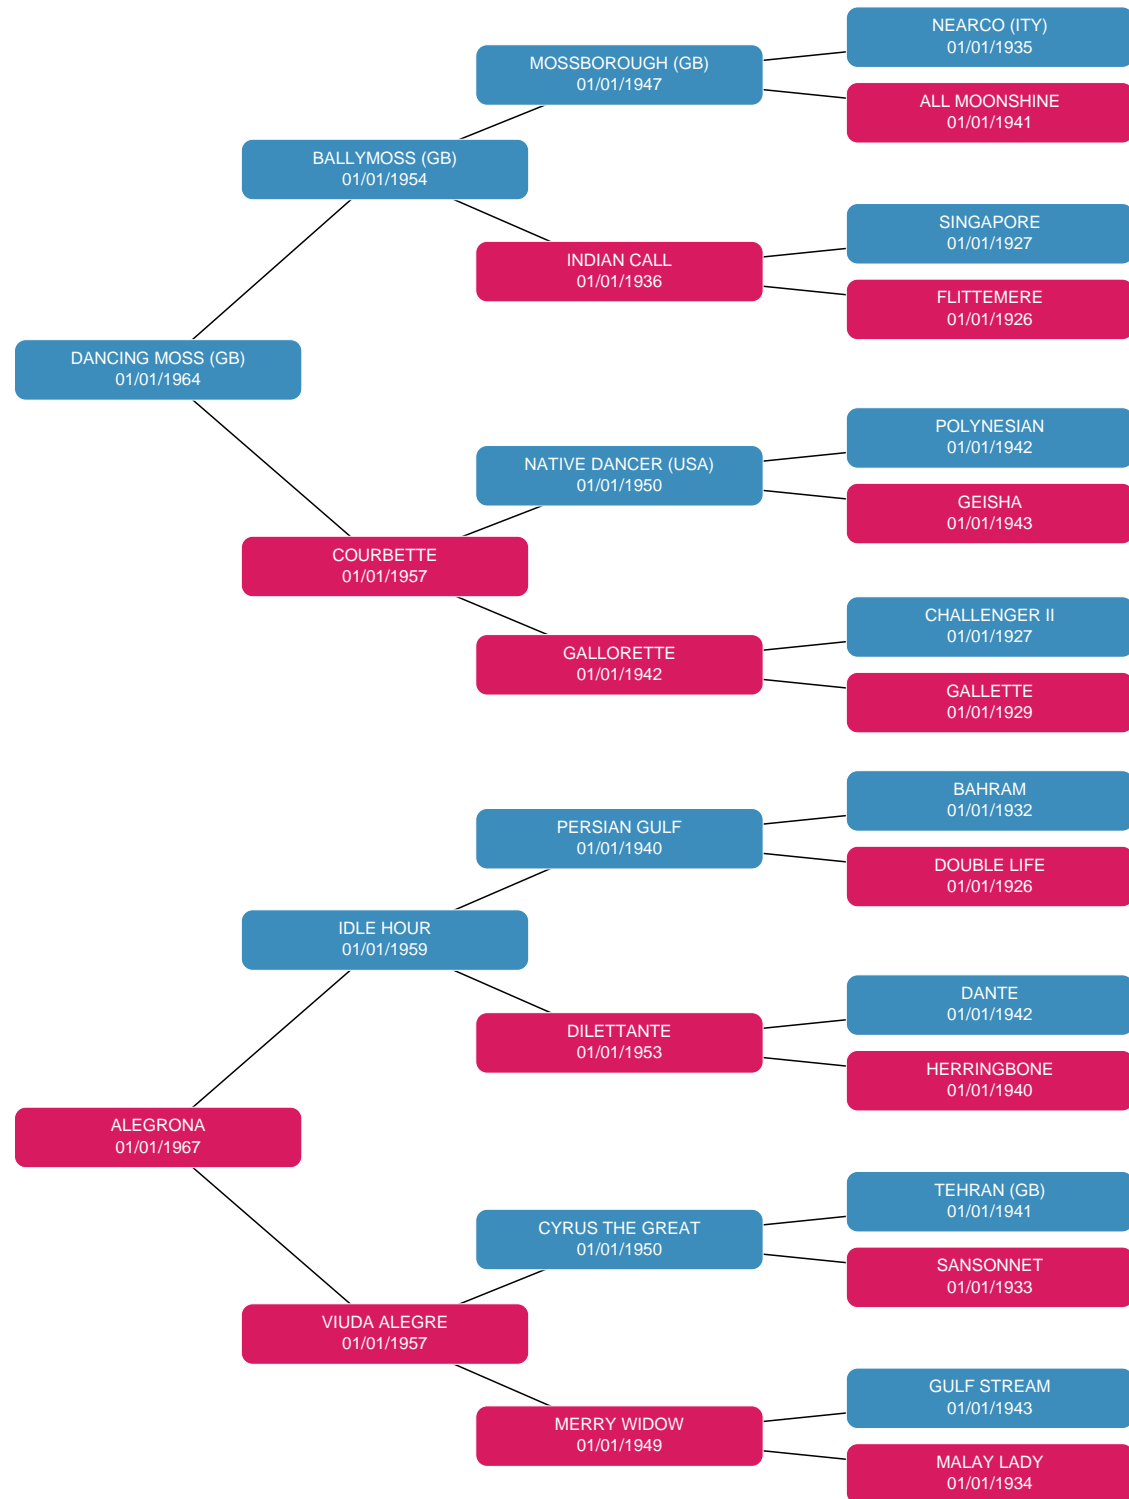 NEARCO (ITY)
01/01/1935
MOSSBOROUGH (GB)
01/01/1947
ALL MOONSHINE
01/01/1941
BALLYMOSS (GB)
01/01/1954
SINGAPORE
01/01/1927
INDIAN CALL
01/01/1936
FLITTEMERE
01/01/1926
DANCING MOSS (GB)
01/01/1964
POLYNESIAN
01/01/1942
NATIVE DANCER (USA)
01/01/1950
GEISHA
01/01/1943
COURBETTE
01/01/1957
CHALLENGER II
01/01/1927
GALLORETTE
01/01/1942
GALLETTE
01/01/1929
BAHRAM
01/01/1932
PERSIAN GULF
01/01/1940
DOUBLE LIFE
01/01/1926
IDLE HOUR
01/01/1959
DANTE
01/01/1942
DILETTANTE
01/01/1953
HERRINGBONE
01/01/1940
ALEGRONA
01/01/1967
TEHRAN (GB)
01/01/1941
CYRUS THE GREAT
01/01/1950
SANSONNET
01/01/1933
VIUDA ALEGRE
01/01/1957
GULF STREAM
01/01/1943
MERRY WIDOW
01/01/1949
MALAY LADY
01/01/1934